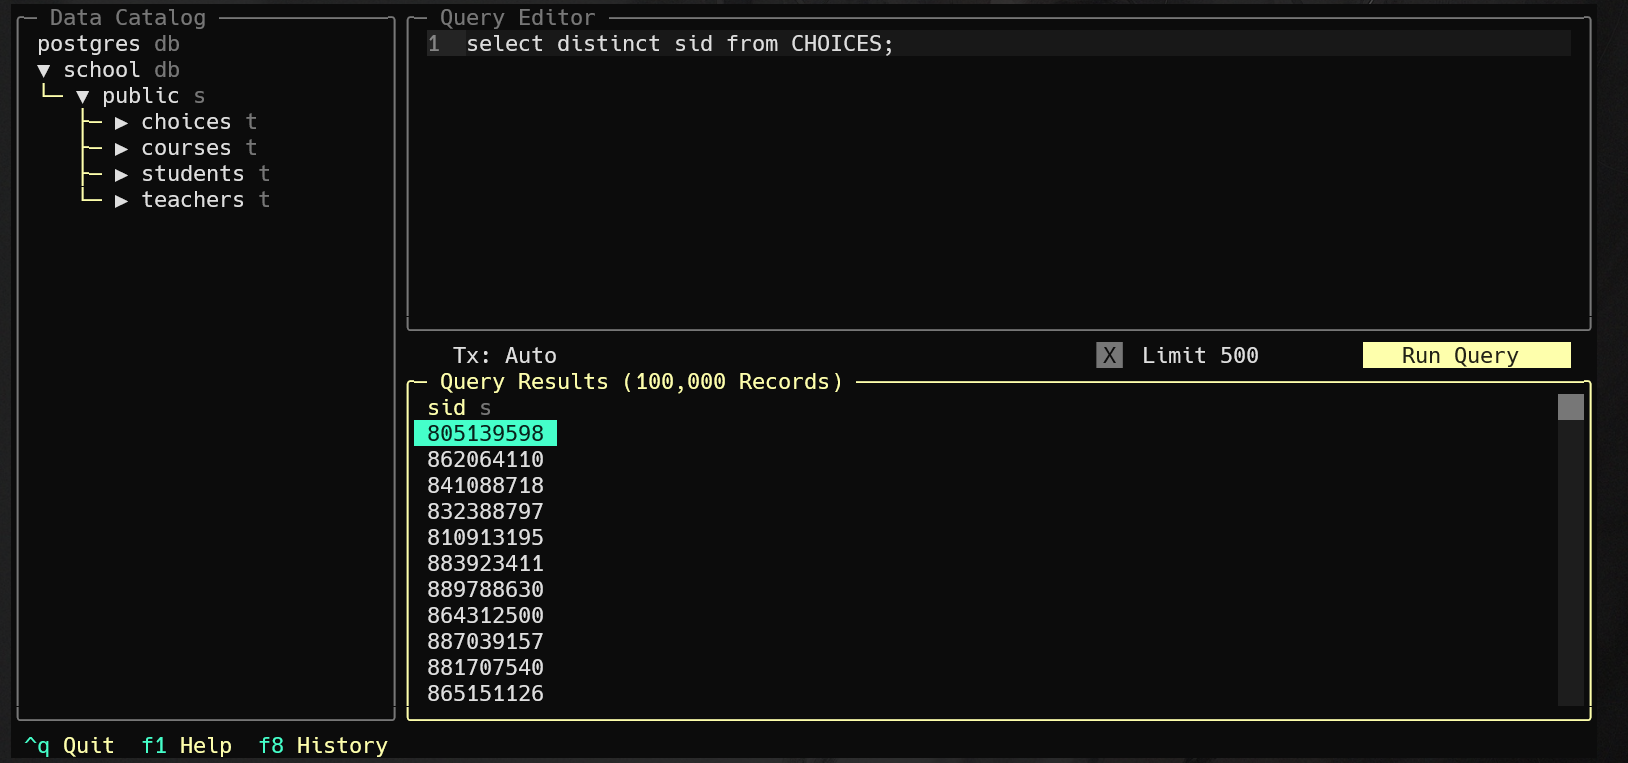 Data Catalog
postgres db
▼ school db
▼ public s
▶ choices t
▶ courses t
▶ students t
▶ teachers t
Query Editor
1 select distinct sid from CHOICES;
Tx: Auto X Limit 500 Run Query
Query Results (100,000 Records)
sid s
805139598
862064110
841088718
832388797
810913195
883923411
889788630
864312500
887039157
881707540
865151126
^q Quit f1 Help f8 History